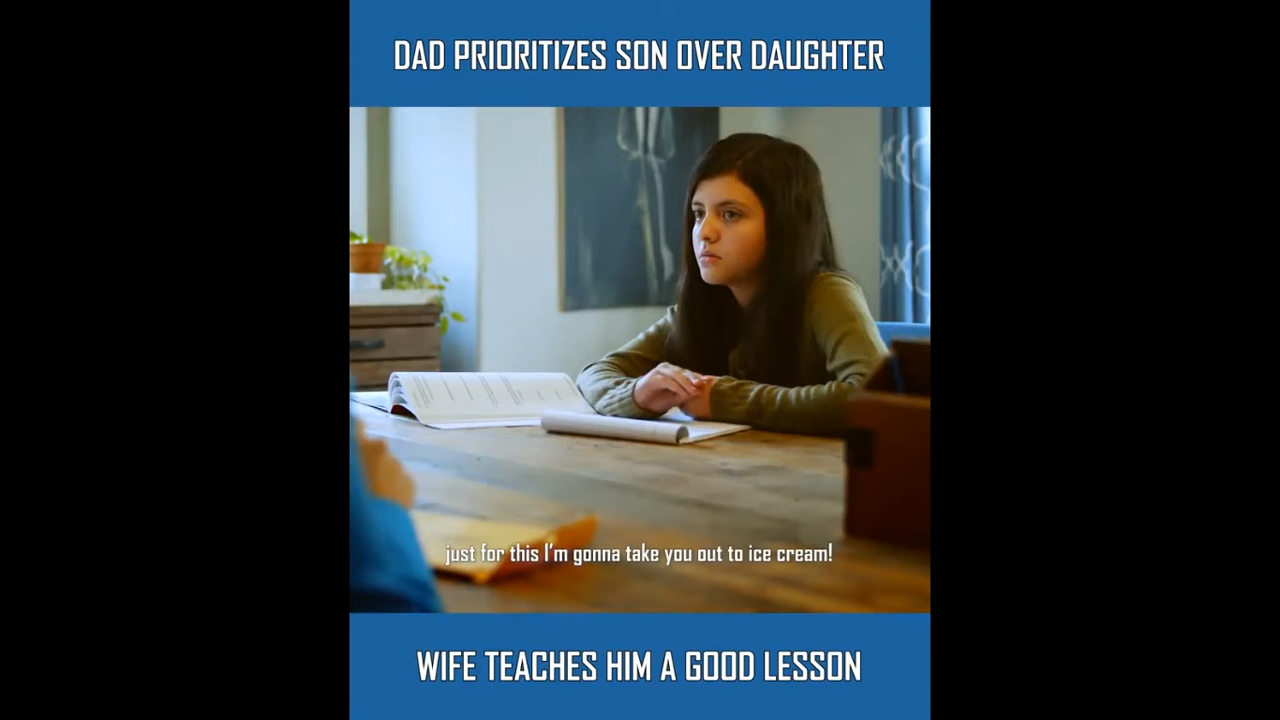 DAD PRIORITIZES SON OVER DAUGHTER
just for this I'm gonna take you out to ice cream!
WIFE TEACHES HIM A GOOD LESSON